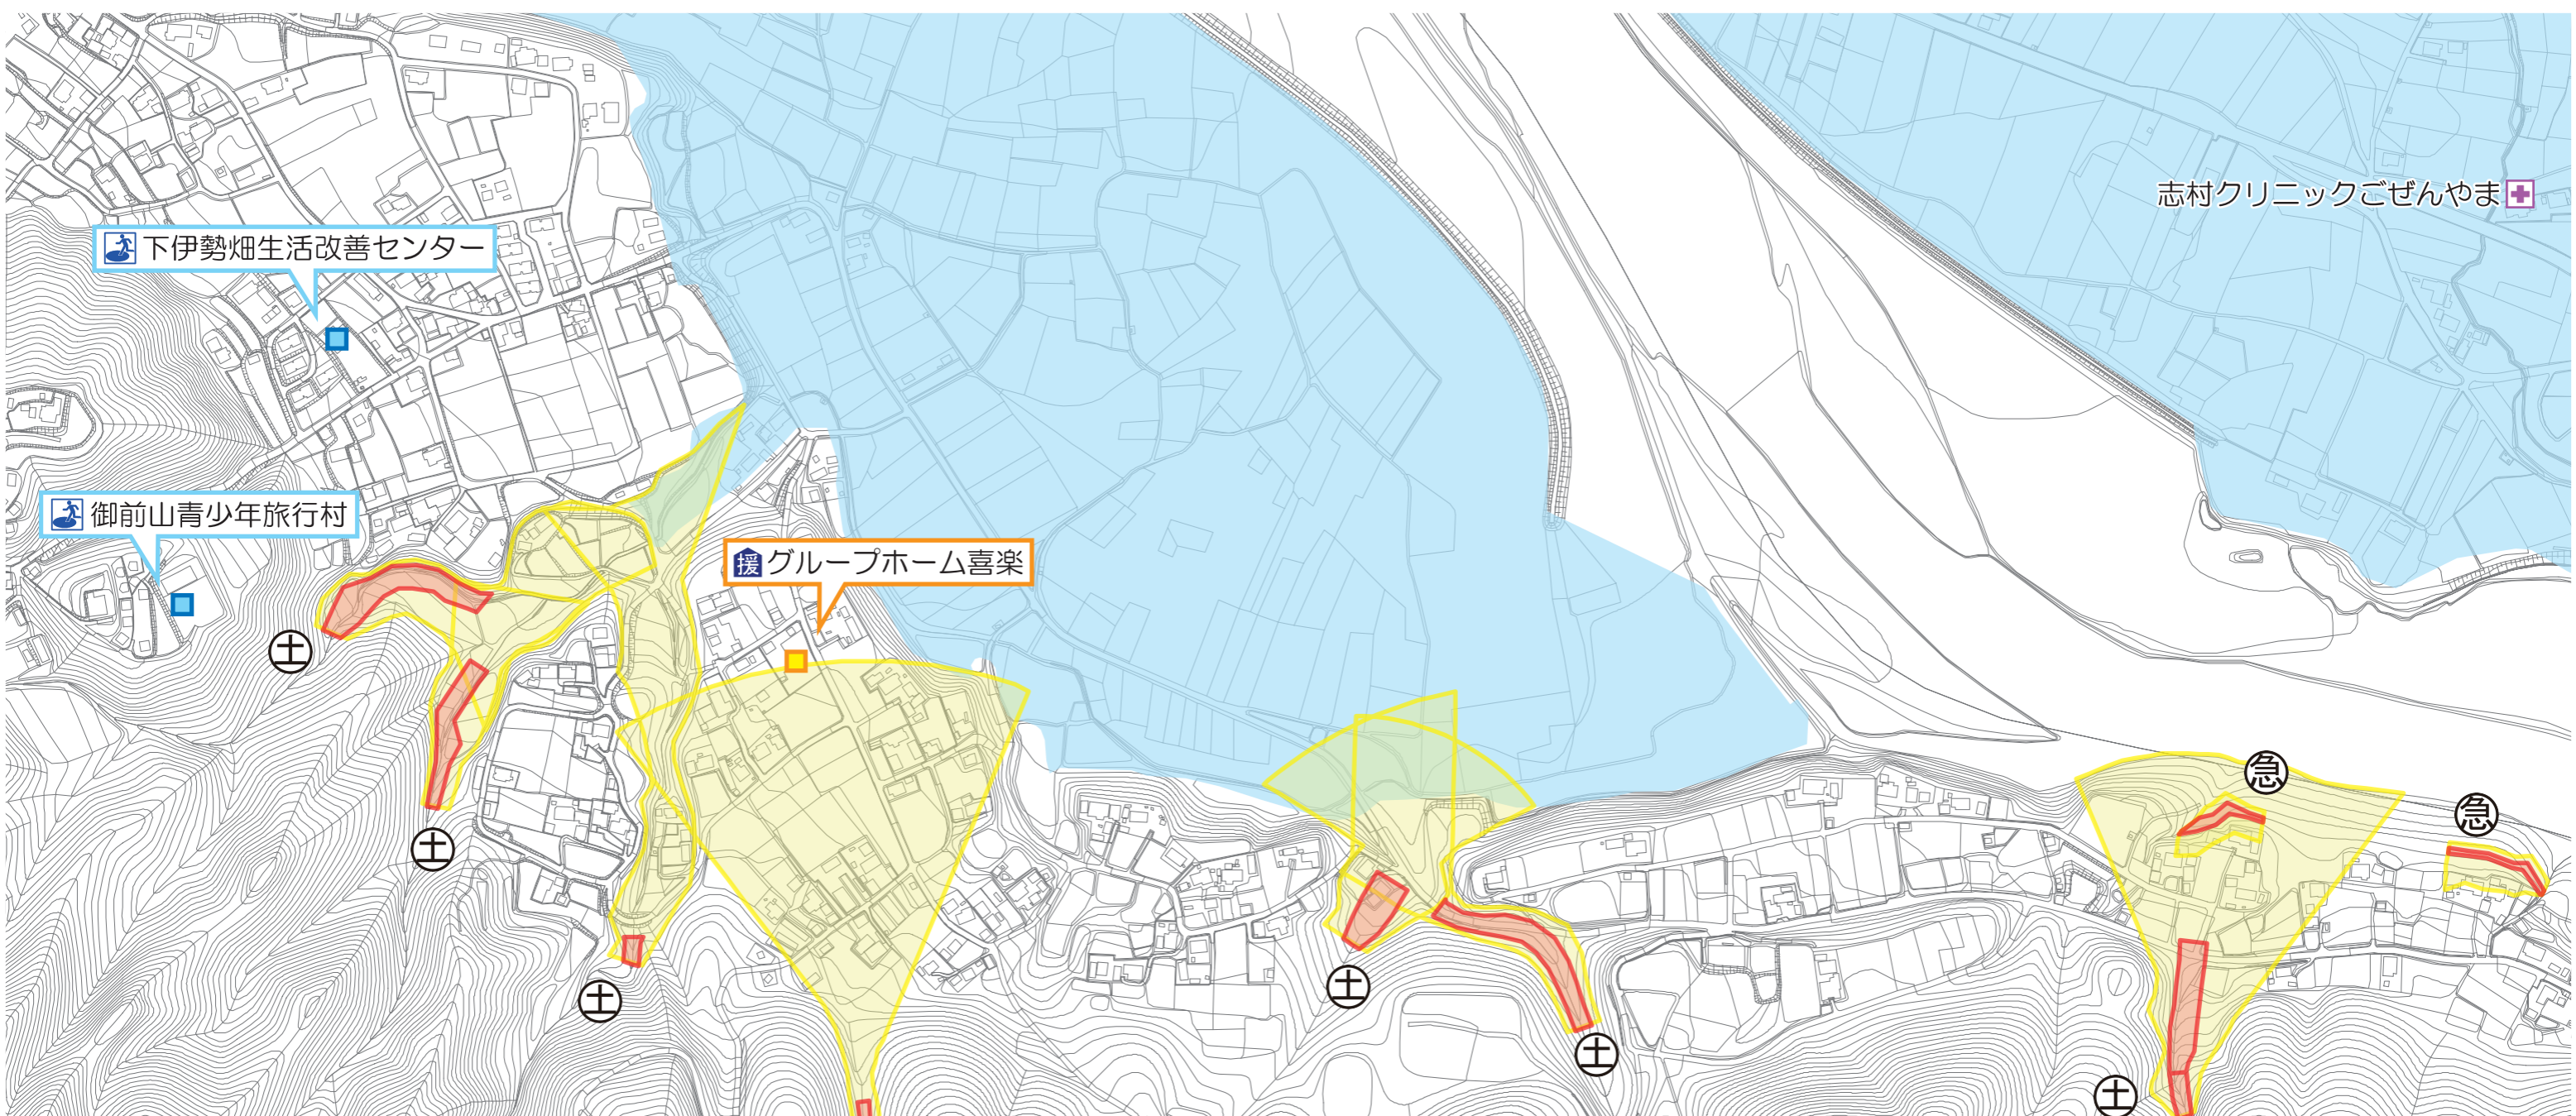 志村クリニックごぜんやま
下伊勢畑生活改善センター
御前山青少年旅行村
援 グループホーム喜楽
土
急
急
土
土
土
土
土